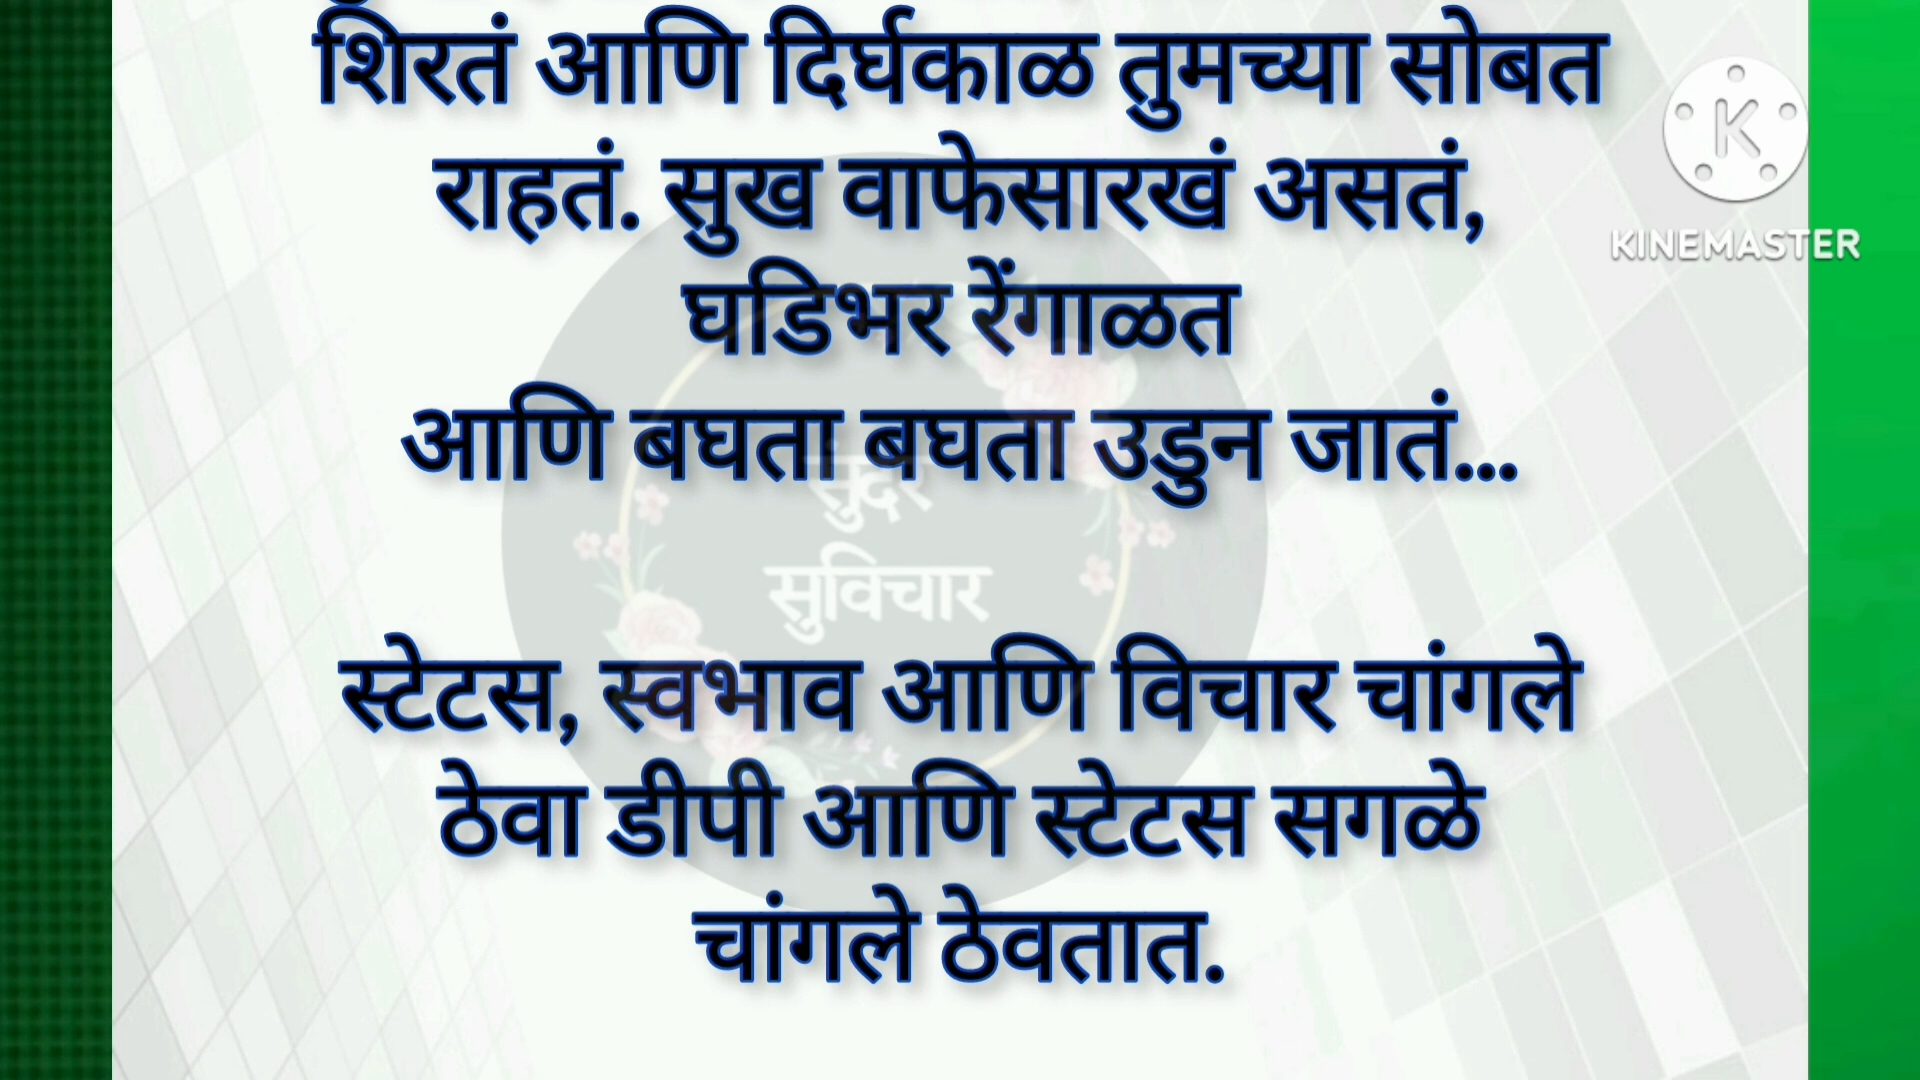 शिरतं आणि दिर्घकाळ तुमच्या सोबत
राहतं. सुख वाफेसारखं असतं,
घडिभर रेंगाळत
आणि बघता बघता उडुन जातं...
सुंदर
सुविचार
स्टेटस, स्वभाव आणि विचार चांगले
ठेवा डीपी आणि स्टेटस सगळे
चांगले ठेवतात.
K
KINEMASTER